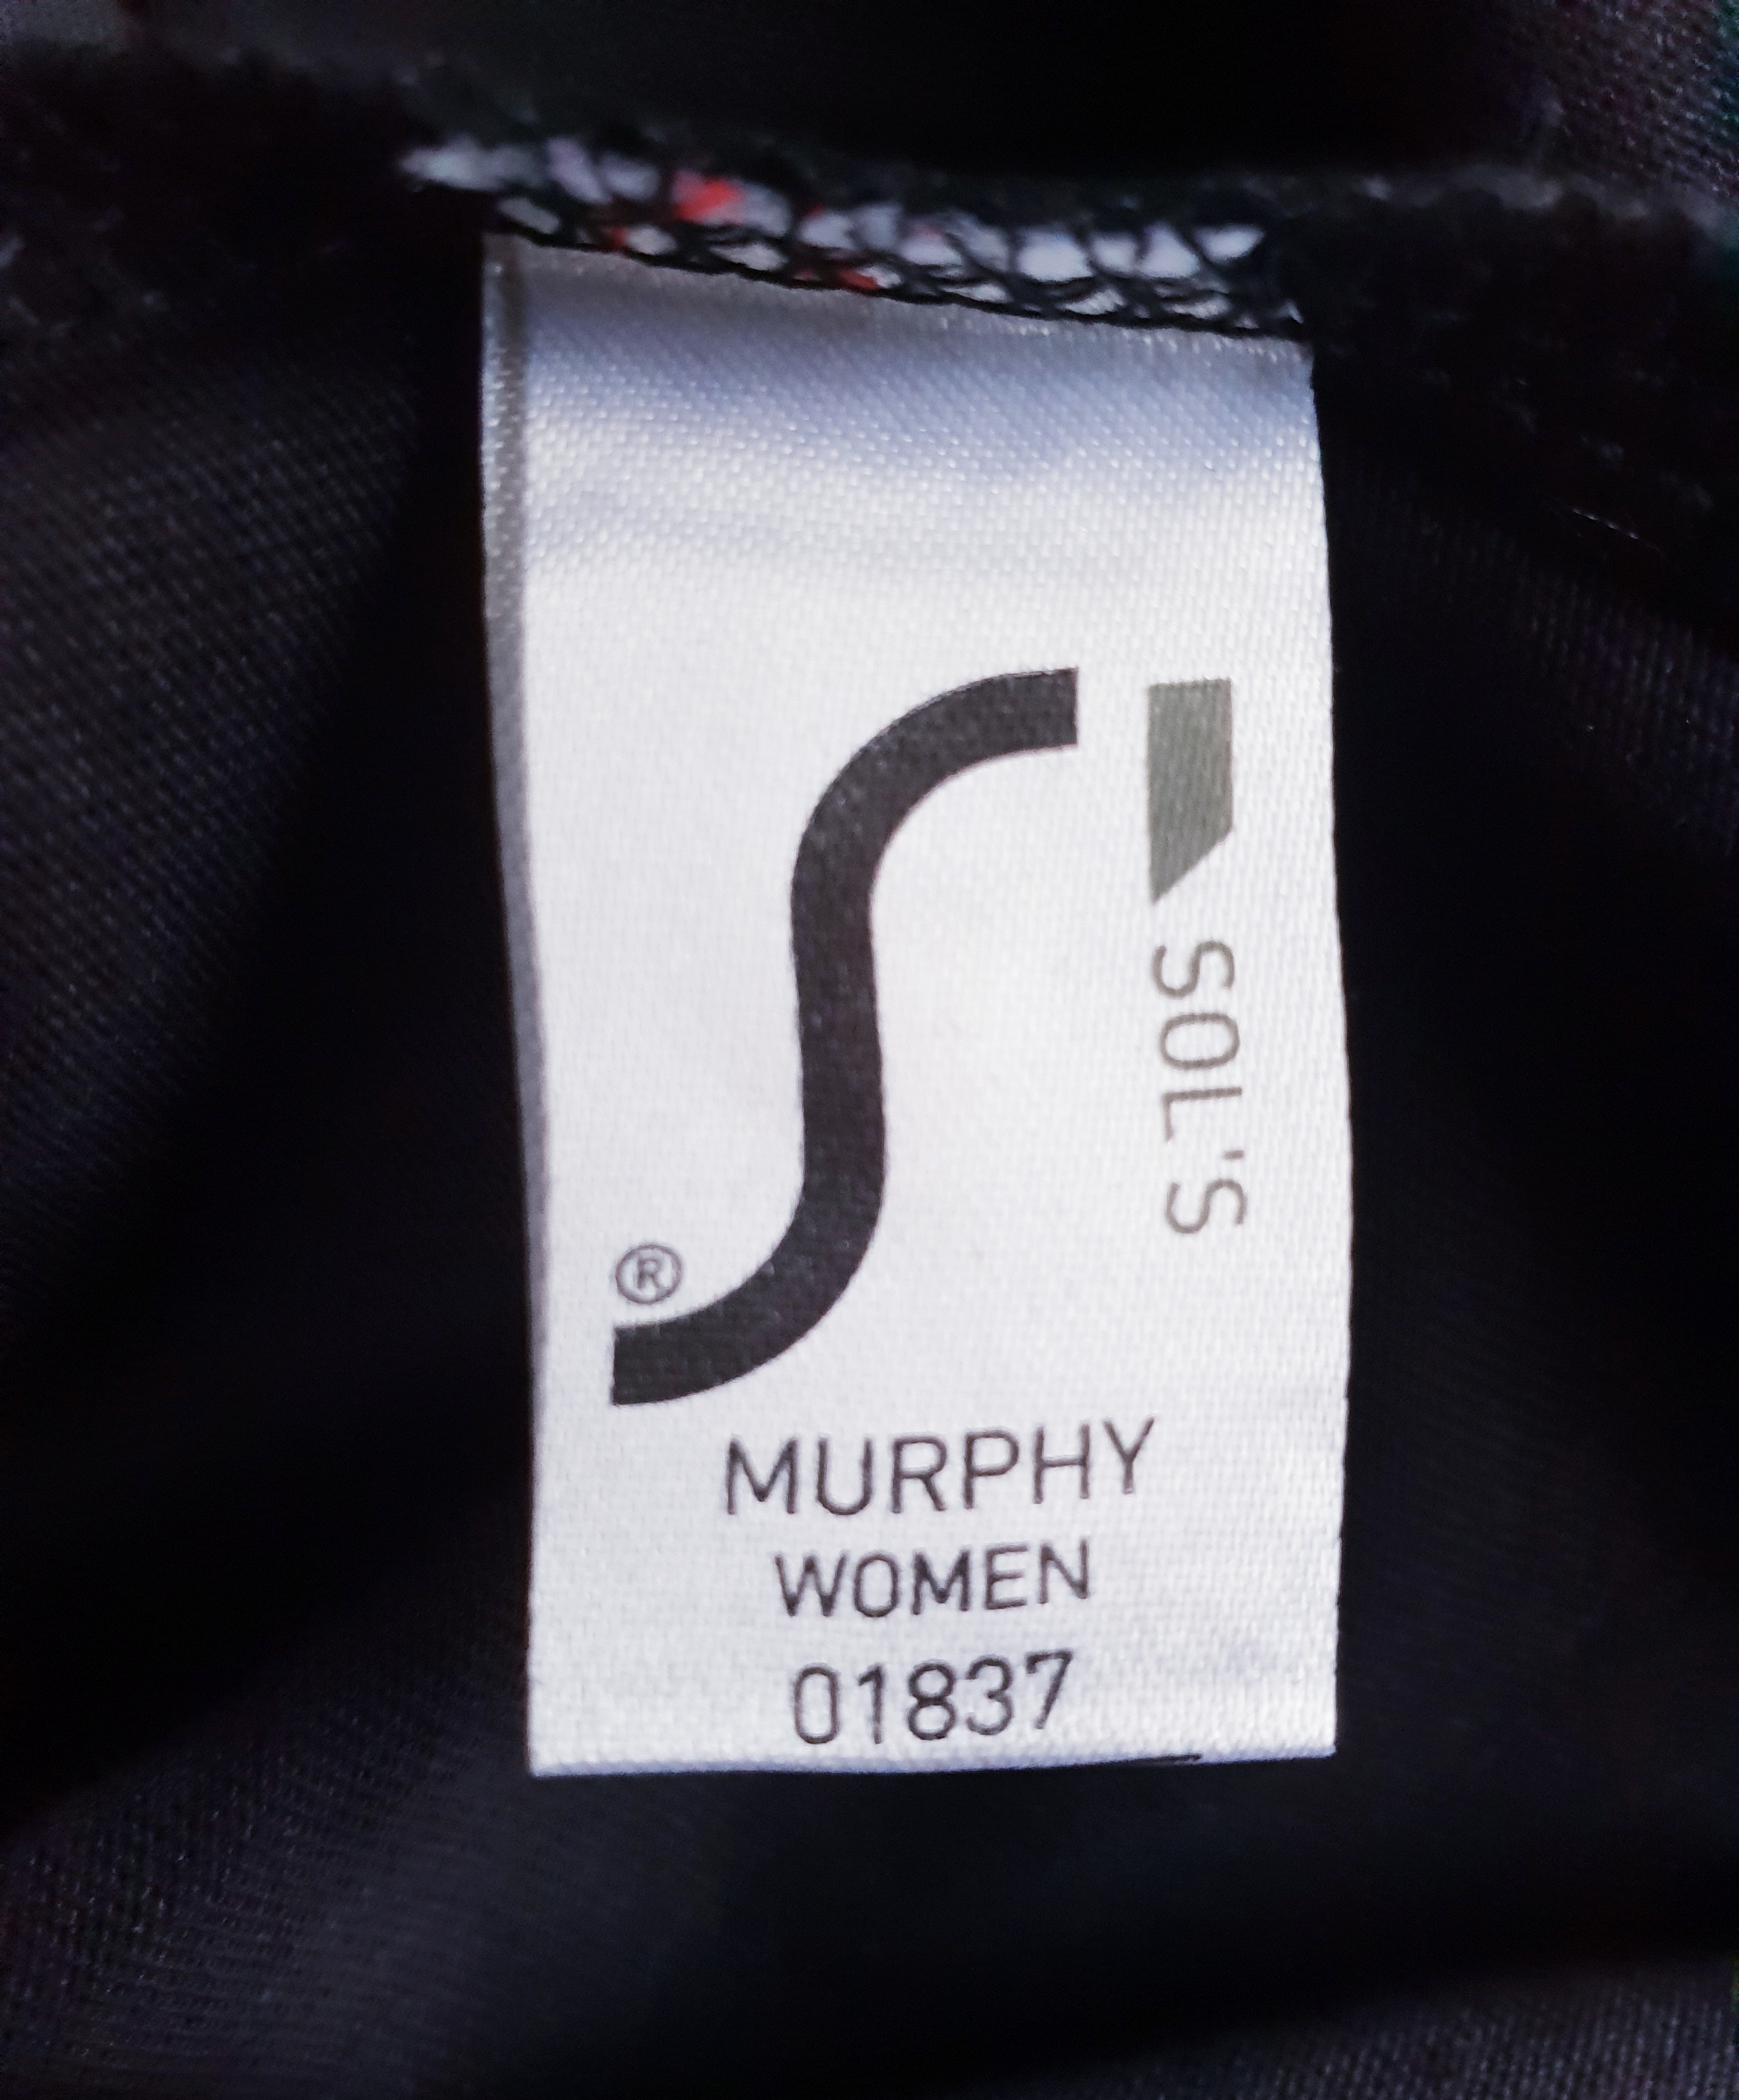 SOL'S
®
MURPHY
WOMEN
01837